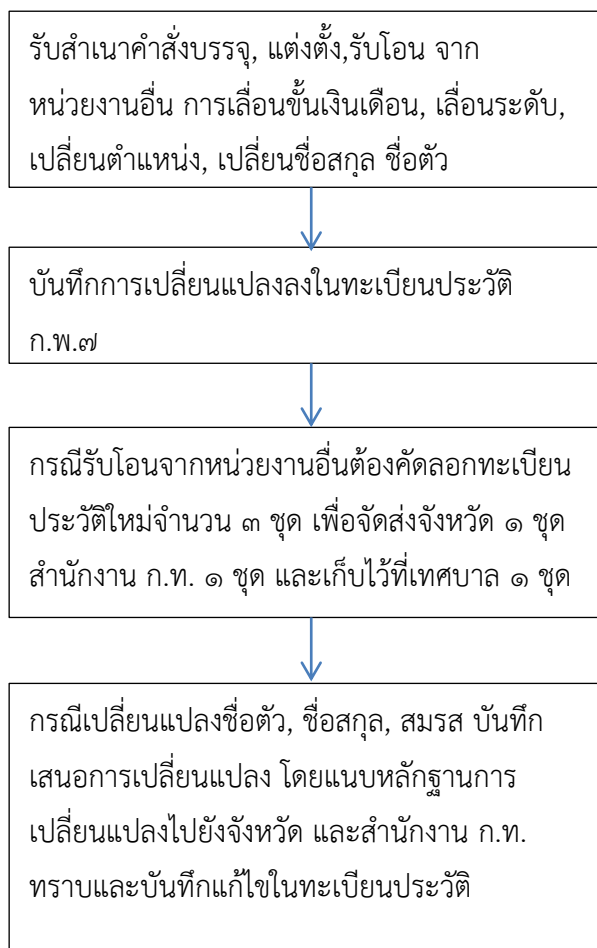 รับสำเนาคำสั่งบรรจุ, แต่งตั้ง,รับโอน จาก
หน่วยงานอื่น การเลื่อนขั้นเงินเดือน, เลื่อนระดับ,
เปลี่ยนตำแหน่ง, เปลี่ยนชื่อสกุล ชื่อตัว
บันทึกการเปลี่ยนแปลงลงในทะเบียนประวัติ
ก.พ.๗
กรณีรับโอนจากหน่วยงานอื่นต้องคัดลอกทะเบียน
ประวัติใหม่จำนวน ๓ ชุด เพื่อจัดส่งจังหวัด ๑ ชุด
สำนักงาน ก.ท. ๑ ชุด และเก็บไว้ที่เทศบาล ๑ ชุด
กรณีเปลี่ยนแปลงชื่อตัว, ชื่อสกุล, สมรส บันทึก
เสนอการเปลี่ยนแปลง โดยแนบหลักฐานการ
เปลี่ยนแปลงไปยังจังหวัด และสำนักงาน ก.ท.
ทราบและบันทึกแก้ไขในทะเบียนประวัติ